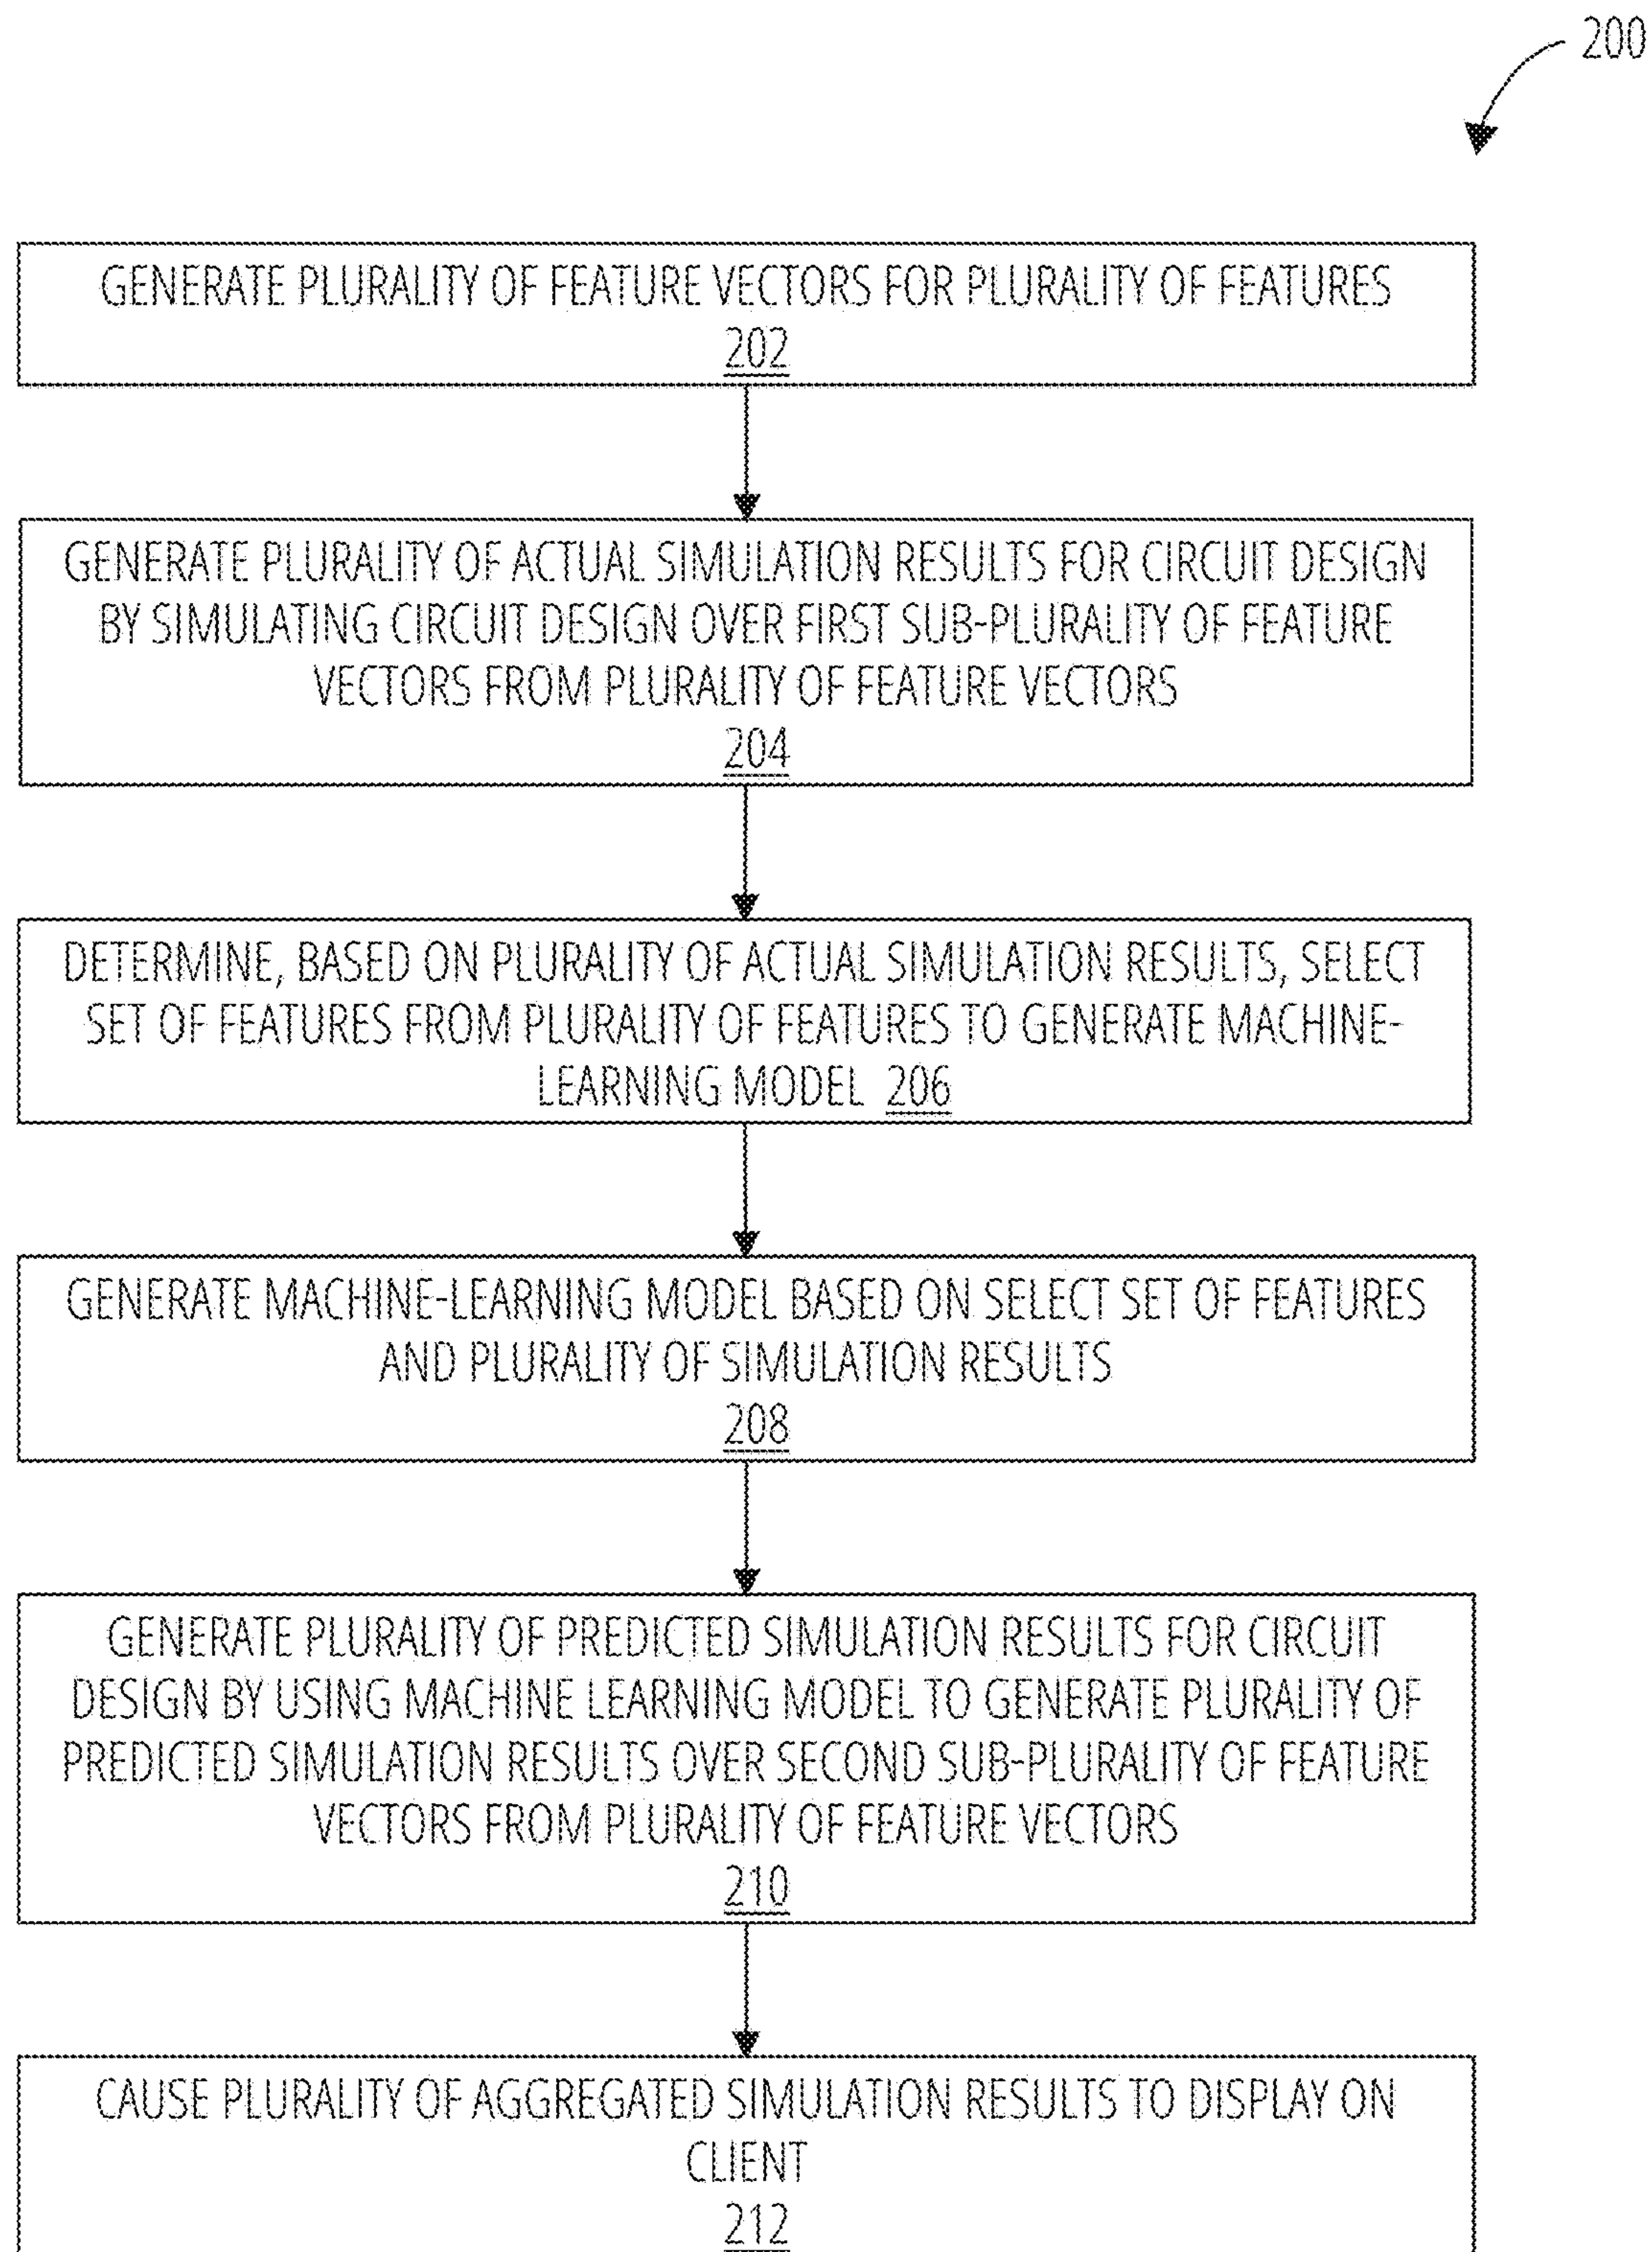 200
GENERATE PLURALITY OF FEATURE VECTORS FOR PLURALITY OF FEATURES
202
GENERATE PLURALITY OF ACTUAL SIMULATION RESULTS FOR CIRCUIT DESIGN
BY SIMULATING CIRCUIT DESIGN OVER FIRST SUB-PLURALITY OF FEATURE
VECTORS FROM PLURALITY OF FEATURE VECTORS
204
DETERMINE, BASED ON PLURALITY OF ACTUAL SIMULATION RESULTS, SELECT
SET OF FEATURES FROM PLURALITY OF FEATURES TO GENERATE MACHINE-
LEARNING MODEL 206
GENERATE MACHINE-LEARNING MODEL BASED ON SELECT SET OF FEATURES
AND PLURALITY OF SIMULATION RESULTS
208
GENERATE PLURALITY OF PREDICTED SIMULATION RESULTS FOR CIRCUIT
DESIGN BY USING MACHINE LEARNING MODEL TO GENERATE PLURALITY OF
PREDICTED SIMULATION RESULTS OVER SECOND SUB-PLURALITY OF FEATURE
VECTORS FROM PLURALITY OF FEATURE VECTORS
210
CAUSE PLURALITY OF AGGREGATED SIMULATION RESULTS TO DISPLAY ON
CLIENT
212